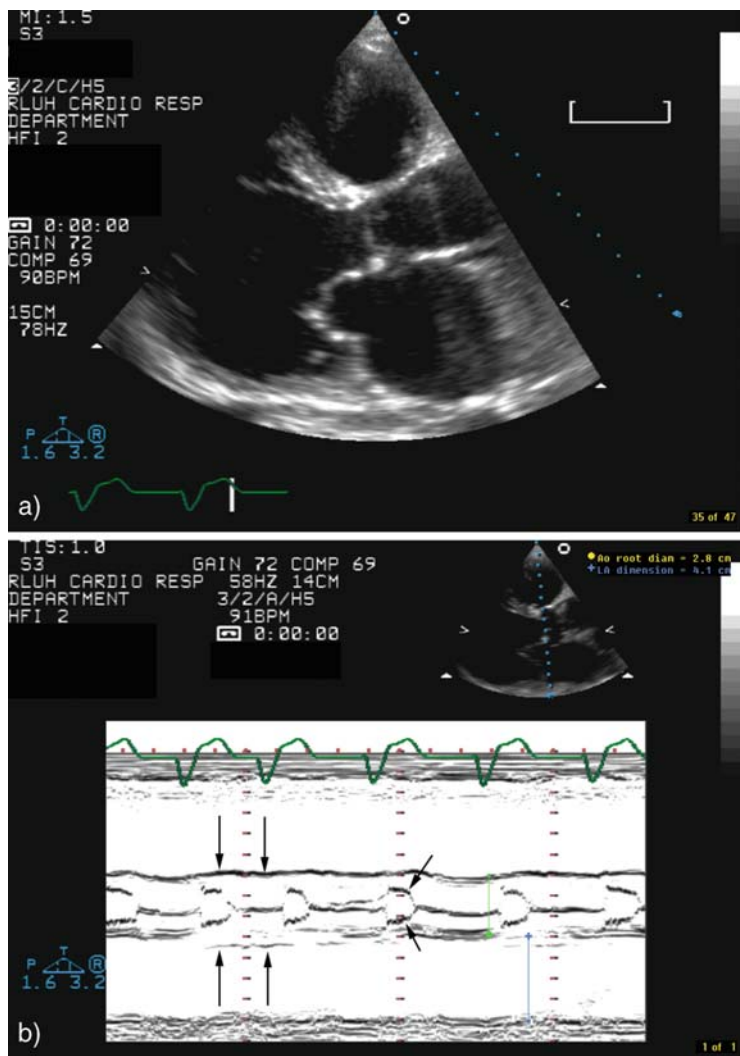 MI:1.5
S3
3/2/C/H5
RLUH CARDIO RESP
DEPARTMENT
HFI 2
0:00:00
GAIN 72
COMP 69
90BPM
15CM
78HZ
P T R
1.6 3.2
a)
35 of 47
TIS:1.0
S3 GAIN 72 COMP 69
RLUH CARDIO RESP 58HZ 14CM
DEPARTMENT 3/2/A/H5
HFI 2 91BPM
0:00:00
Ao root diam = 2.8 cm
LA dimension = 4.1 cm
P T R
1.6 3.2
b)
1 of 1